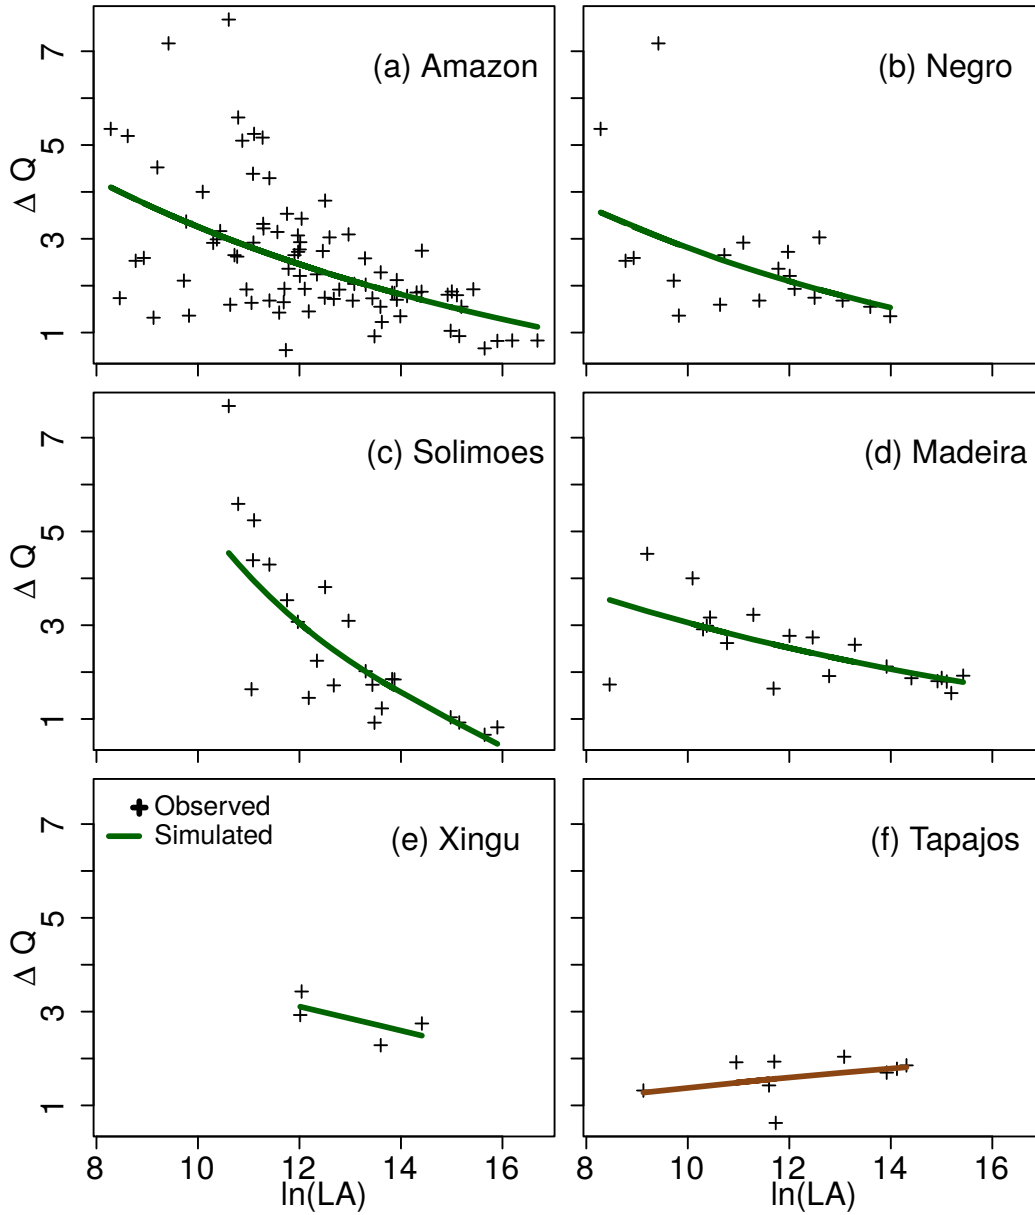 (a) Amazon
7
5
3
1
Δ Q
(b) Negro
(c) Solimoes
7
5
3
1
Δ Q
(d) Madeira
Observed
Simulated
(e) Xingu
7
5
3
1
Δ Q
8 10 12 14 16
ln(LA)
(f) Tapajos
8 10 12 14 16
ln(LA)